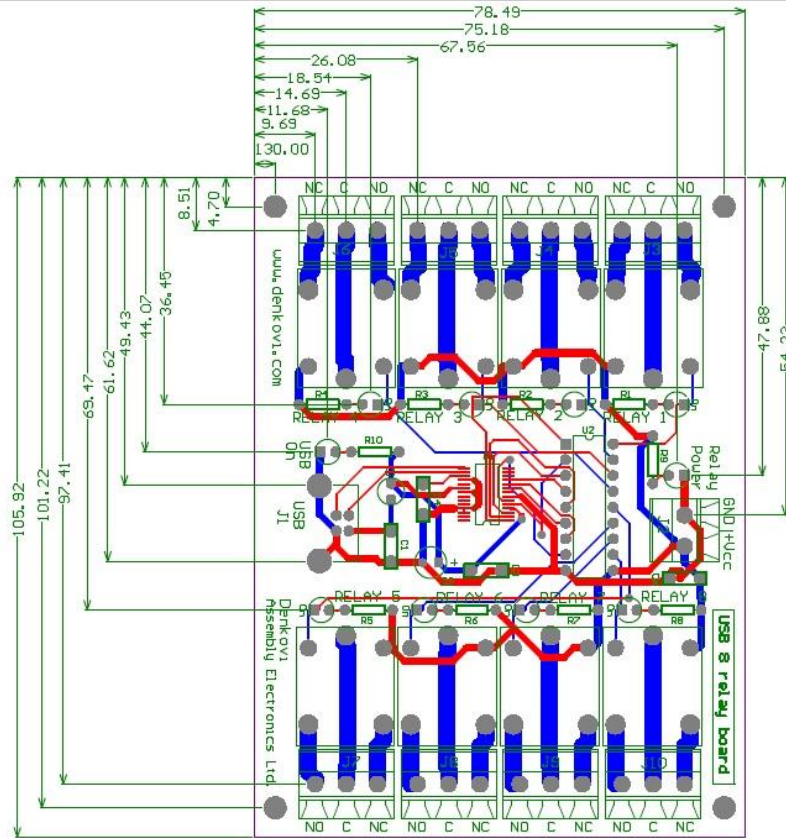 78.49
75.18
67.56
26.08
18.54
14.69
11.68
9.69
130.00
NC C NO NC C NO NC C NO NC C NO
8.51
4.70
J6 J5 J4 J3
www.denkovi.com
36.45
44.07
49.43
61.62
69.47
97.41
101.22
105.92
47.88
R4 R3 R2 R1
RELAY 3 RELAY 2 RELAY 1
U2
R10
USB
On
R9
Relay
Power
USB
J1
C1
GND |+Vcc
RELAY 5 RELAY 6
R5 R6 R7 R8
Denkovi
Assembly Electronics Ltd.
USB 8 relay board
J7 J8 J9 J10
NO C NC NO C NC NO C NC NO C NC